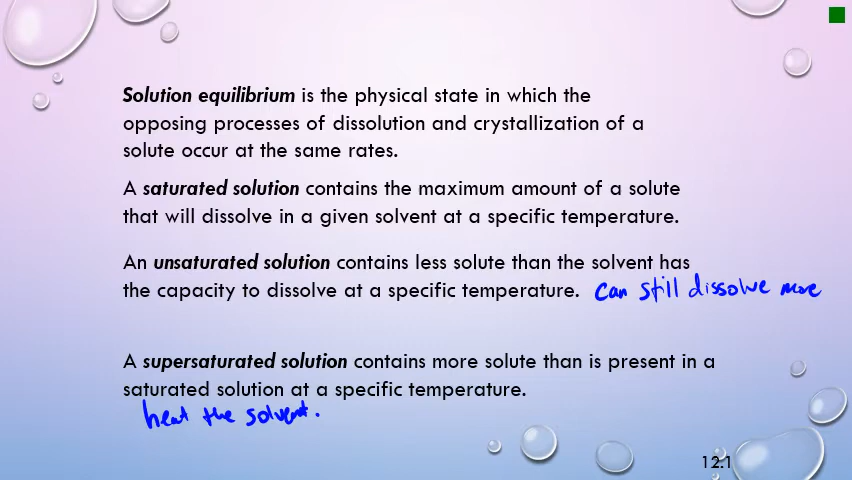 Solution equilibrium is the physical state in which the
opposing processes of dissolution and crystallization of a
solute occur at the same rates.
A saturated solution contains the maximum amount of a solute
that will dissolve in a given solvent at a specific temperature.
An unsaturated solution contains less solute than the solvent has
the capacity to dissolve at a specific temperature. can still dissolve more
A supersaturated solution contains more solute than is present in a
saturated solution at a specific temperature.
heat the solvent.
12.1